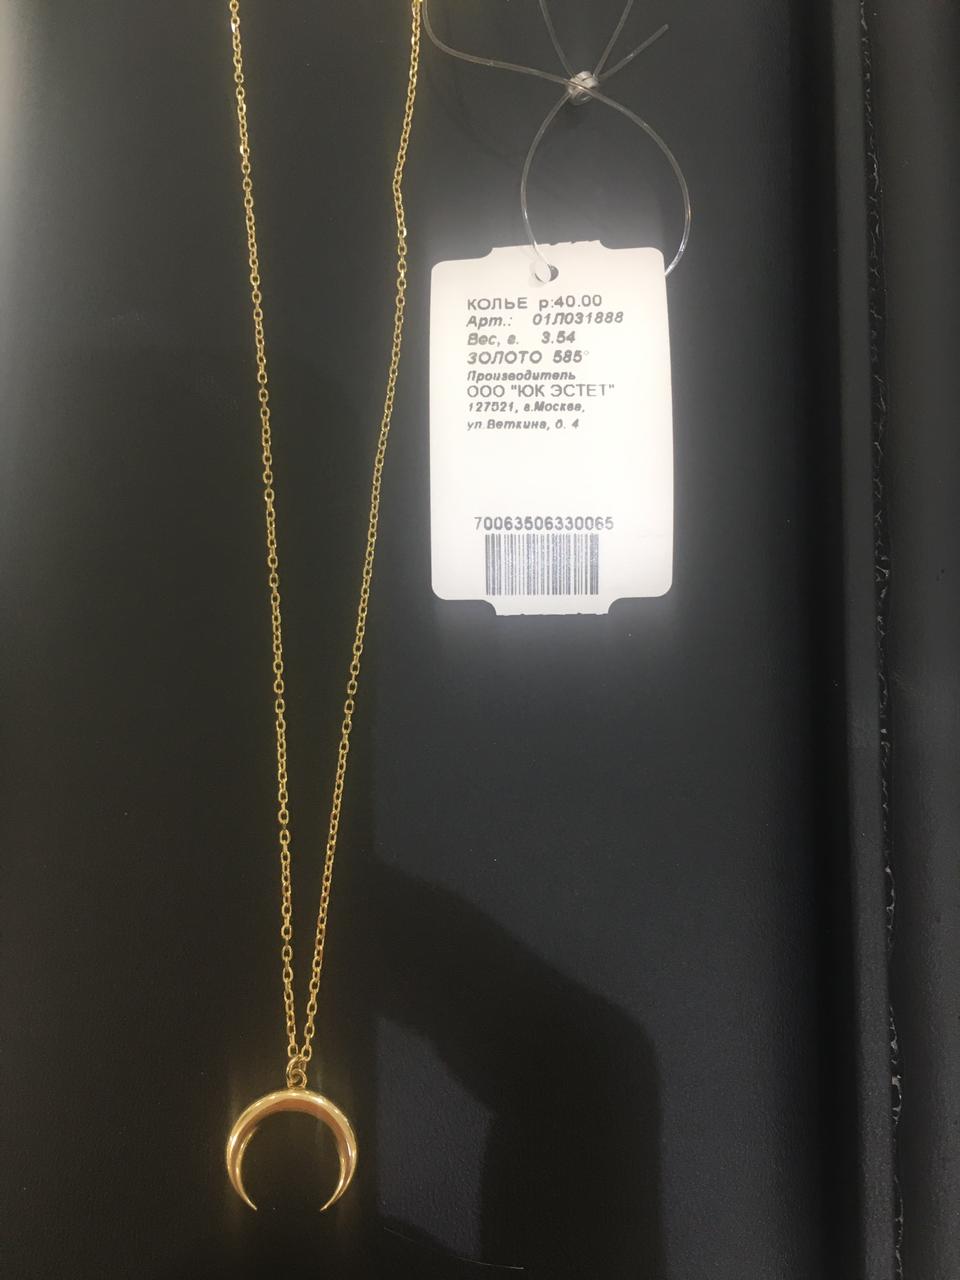 КОЛЬЕ р:40.00
Арт.: 01Л031888
Вес, г. 3.54
ЗОЛОТО 585°
Производитель
ООО "ЮК ЭСТЕТ"
127521, г.Москва,
ул.Веткина, д. 4
70063506330065